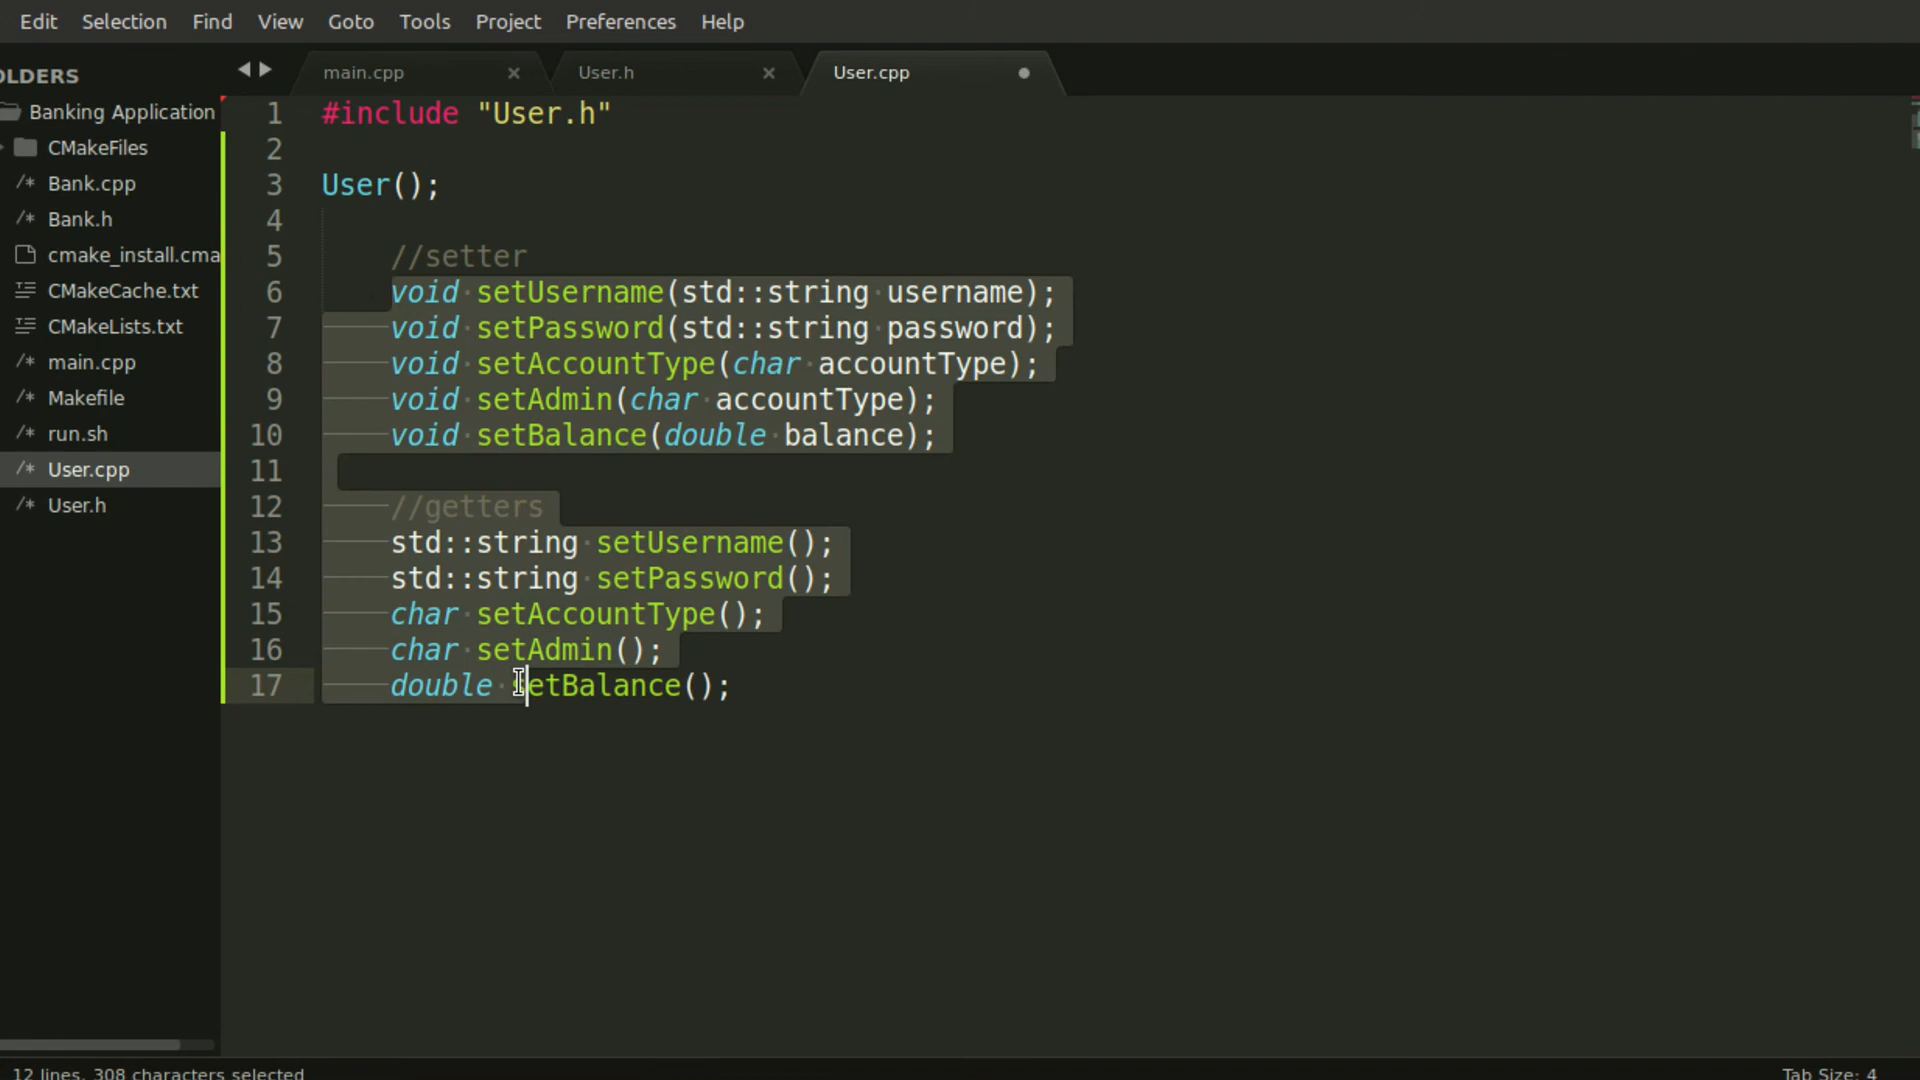 Edit Selection Find View Goto Tools Project Preferences Help
OLDERS
Banking Application
CMakeFiles
/* Bank.cpp
/* Bank.h
cmake_install.cma
CMakeCache.txt
CMakeLists.txt
/* main.cpp
Makefile
/* run.sh
/* User.cpp
/* User.h
main.cpp × User.h × User.cpp
1 #include "User.h"
2
3 User();
4
5 //setter
6 void setUsername(std::string username);
7 void setPassword(std::string password);
8 void setAccountType(char accountType);
9 void setAdmin(char accountType);
10 void setBalance(double balance);
11
12 //getters
13 std::string setUsername();
14 std::string setPassword();
15 char setAccountType();
16 char setAdmin();
17 double setBalance();
12 lines, 308 characters selected
Tab Size: 4